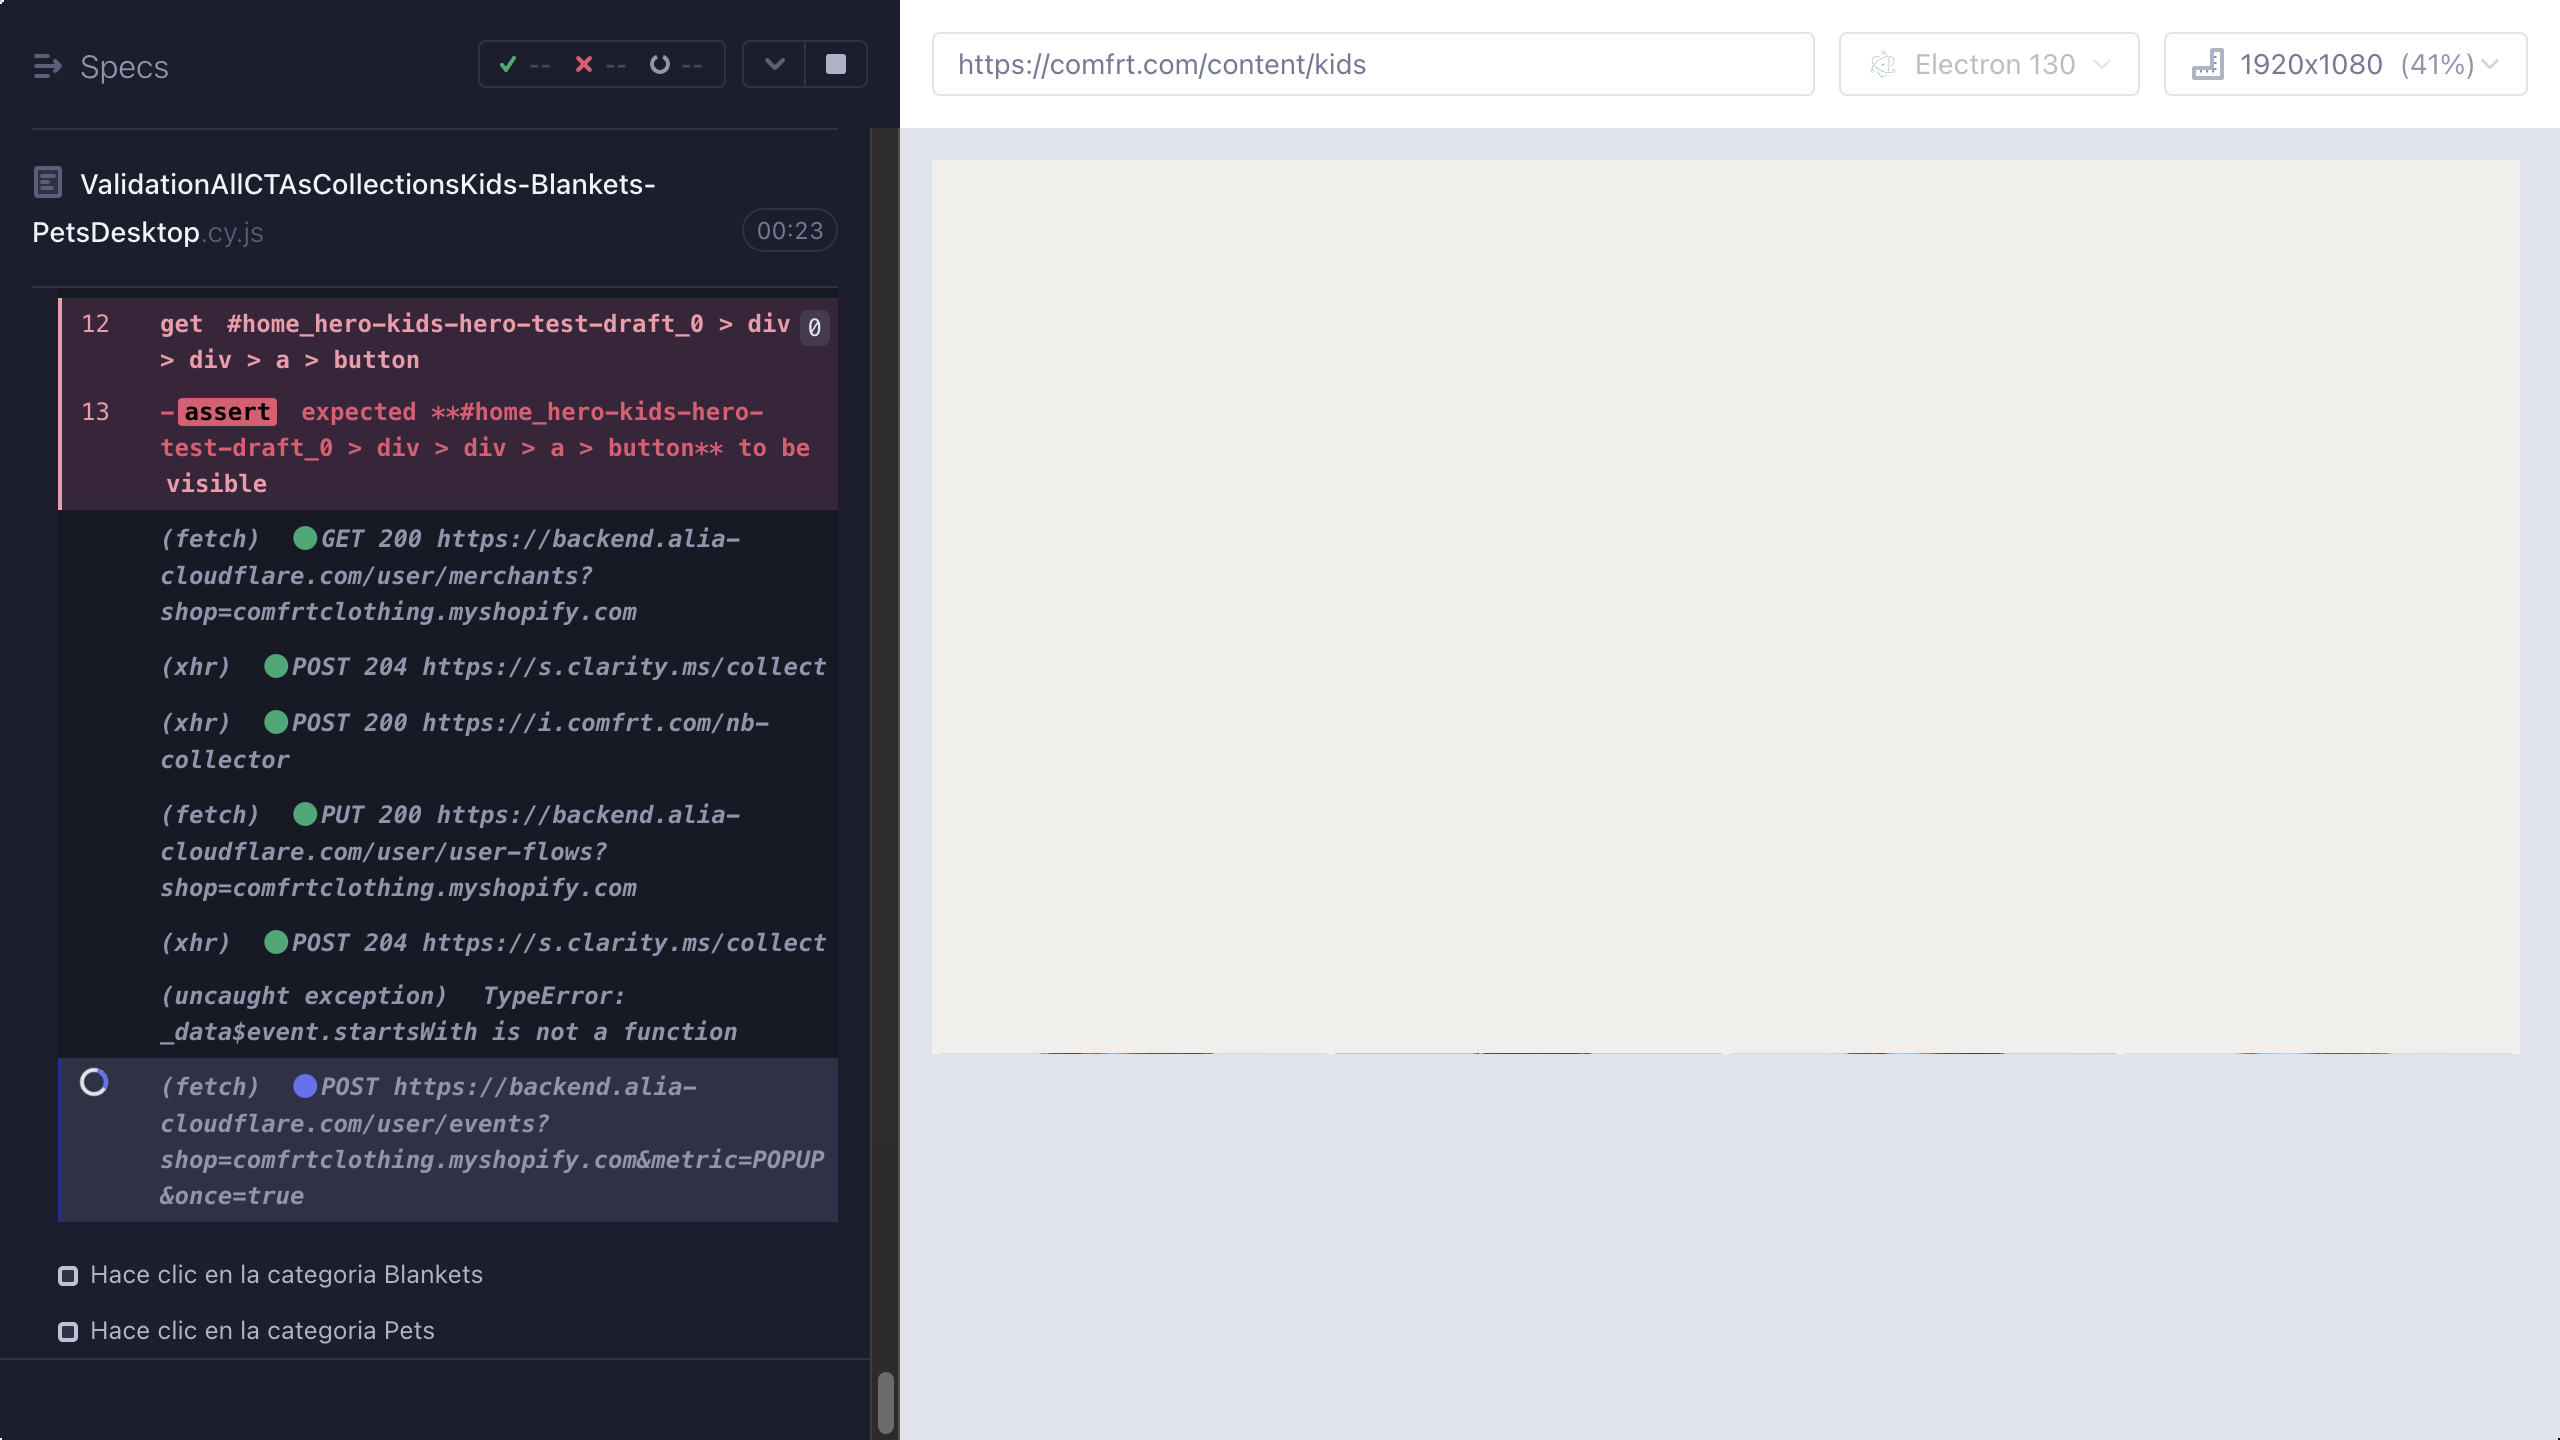 Specs
-- -- --
https://comfrt.com/content/kids
Electron 130
1920x1080 (41%)
ValidationAllCTAsCollectionsKids-Blankets-
PetsDesktop.cy.js
00:23
12 get #home_hero-kids-hero-test-draft_0 > div 0
> div > a > button
13 -assert expected **#home_hero-kids-hero-
test-draft_0 > div > div > a > button** to be
visible
(fetch) GET 200 https://backend.alia-
cloudflare.com/user/merchants?
shop=comfrtclothing.myshopify.com
(xhr) POST 204 https://s.clarity.ms/collect
(xhr) POST 200 https://i.comfrt.com/nb-
collector
(fetch) PUT 200 https://backend.alia-
cloudflare.com/user/user-flows?
shop=comfrtclothing.myshopify.com
(xhr) POST 204 https://s.clarity.ms/collect
(uncaught exception) TypeError:
_data$event.startsWith is not a function
(fetch) POST https://backend.alia-
cloudflare.com/user/events?
shop=comfrtclothing.myshopify.com&metric=POPUP
&once=true
Hace clic en la categoria Blankets
Hace clic en la categoria Pets